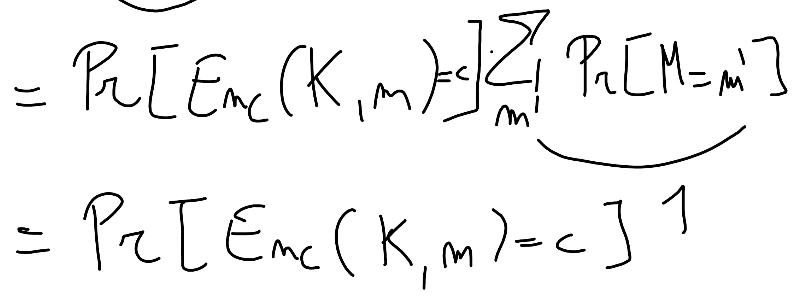 = Pr[Enc(K,m)=c] ∑_{m'} Pr[M=m']
= Pr[Enc(K,m)=c] 1